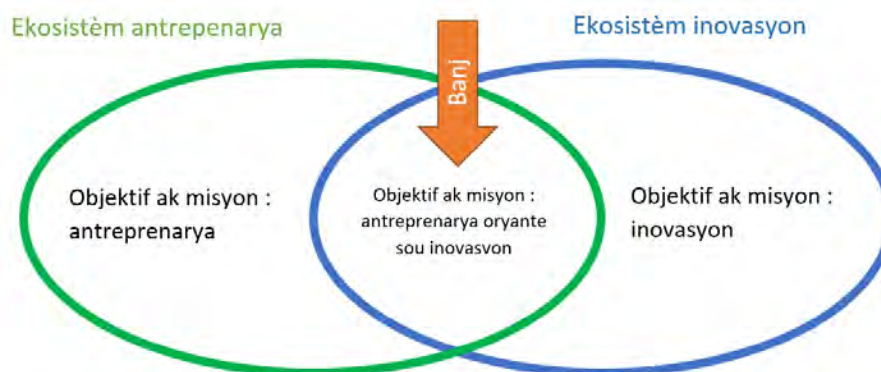 Ekosistèm antrepenarya
Ekosistèm inovasyon
Banj
Objektif ak misyon :
antreprenarya
Objektif ak misyon :
antreprenarya oryante
sou inovasvon
Objektif ak misyon :
inovasyon